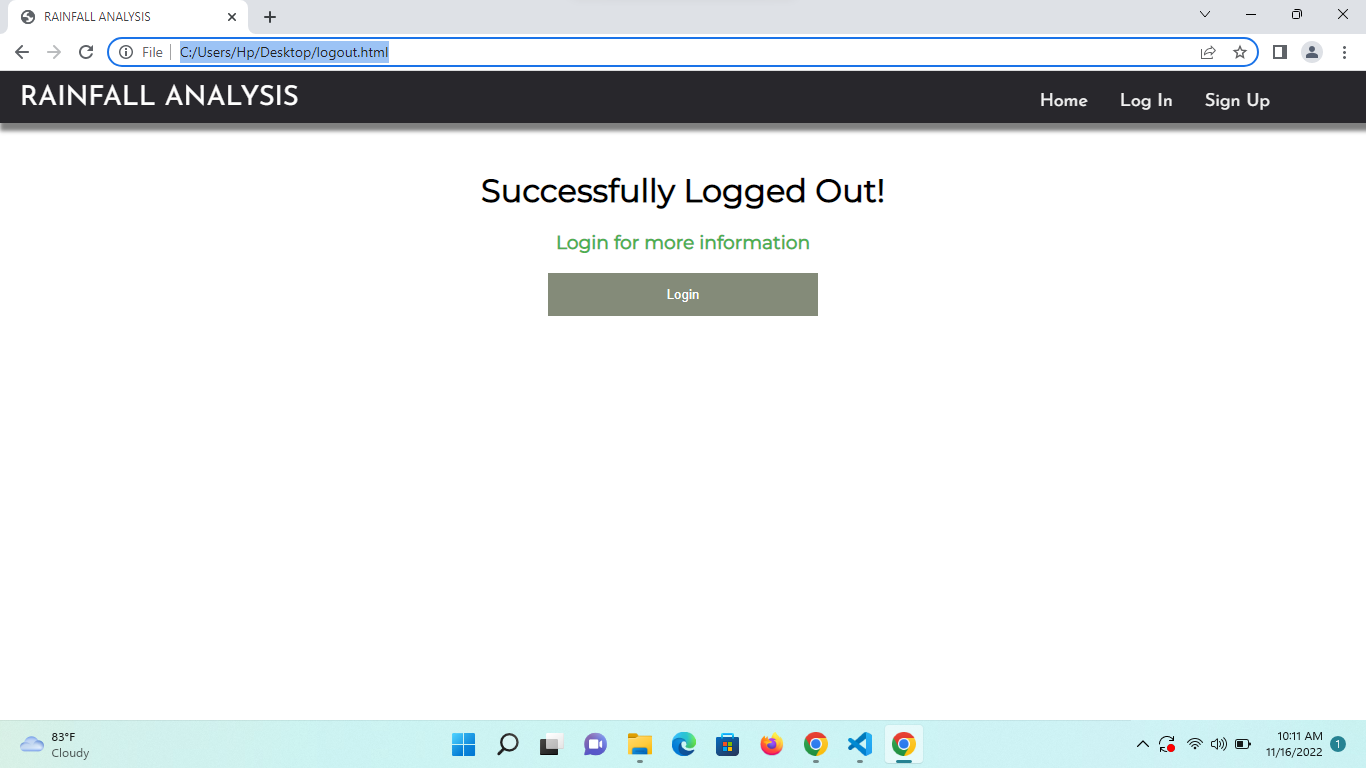 RAINFALL ANALYSIS
File C:/Users/Hp/Desktop/logout.html
RAINFALL ANALYSIS
Home Log In Sign Up
Successfully Logged Out!
Login for more information
Login
83°F
Cloudy
10:11 AM
11/16/2022
1